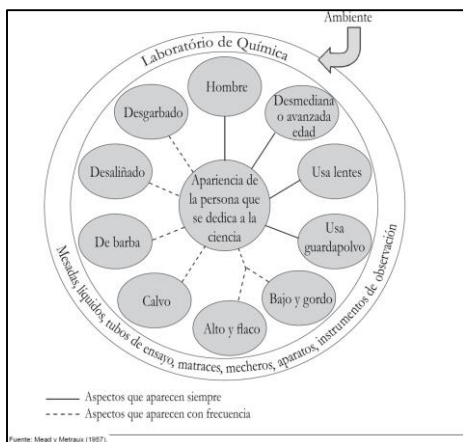 Ambiente
Laboratório de Química
Hombre
Desmediana
o avanzada
edad
Usa lentes
Usa
guardapolvo
Bajo y gordo
Alto y flaco
Calvo
De barba
Desaliñado
Desgarbado
Apariencia de
la persona que
se dedica a la
ciencia
Mesadas, líquidos, tubos de ensayo, matraces, mecheros, aparatos, instrumentos de observación
Aspectos que aparecen siempre
Aspectos que aparecen con frecuencia
Fuente: Mead y Metraux (1957).